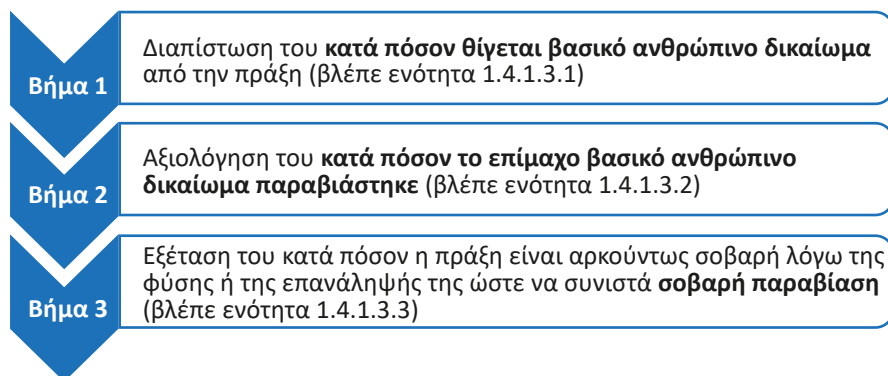 Βήμα 1
Διαπίστωση του κατά πόσον θίγεται βασικό ανθρώπινο δικαίωμα
από την πράξη (βλέπε ενότητα 1.4.1.3.1)
Βήμα 2
Αξιολόγηση του κατά πόσον το επίμαχο βασικό ανθρώπινο
δικαίωμα παραβιάστηκε (βλέπε ενότητα 1.4.1.3.2)
Βήμα 3
Εξέταση του κατά πόσον η πράξη είναι αρκούντως σοβαρή λόγω της
φύσης ή της επανάληψής της ώστε να συνιστά σοβαρή παραβίαση
(βλέπε ενότητα 1.4.1.3.3)